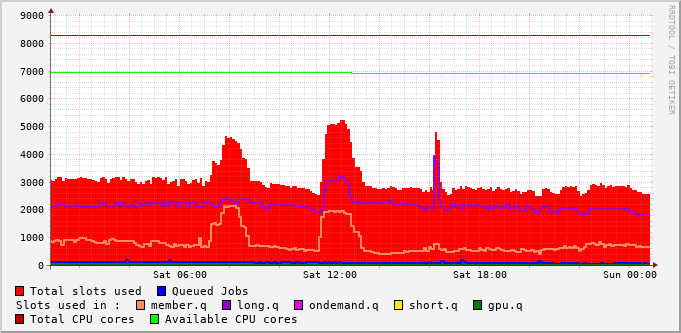 RRDTOOL / TOBI OETIKER
9000
8000
7000
6000
5000
4000
3000
2000
1000
0
Sat 06:00 Sat 12:00 Sat 18:00 Sun 00:00
Total slots used Queued Jobs
Slots used in : member.q long.q ondemand.q short.q gpu.q
Total CPU cores Available CPU cores